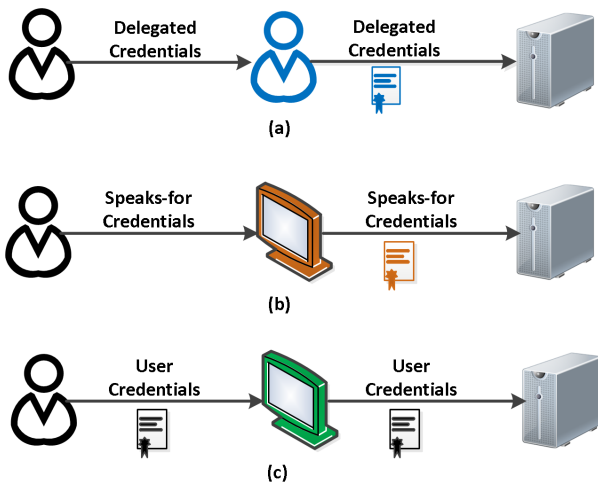 Delegated
Credentials
Delegated
Credentials
(a)
Speaks-for
Credentials
Speaks-for
Credentials
(b)
User
Credentials
User
Credentials
(c)